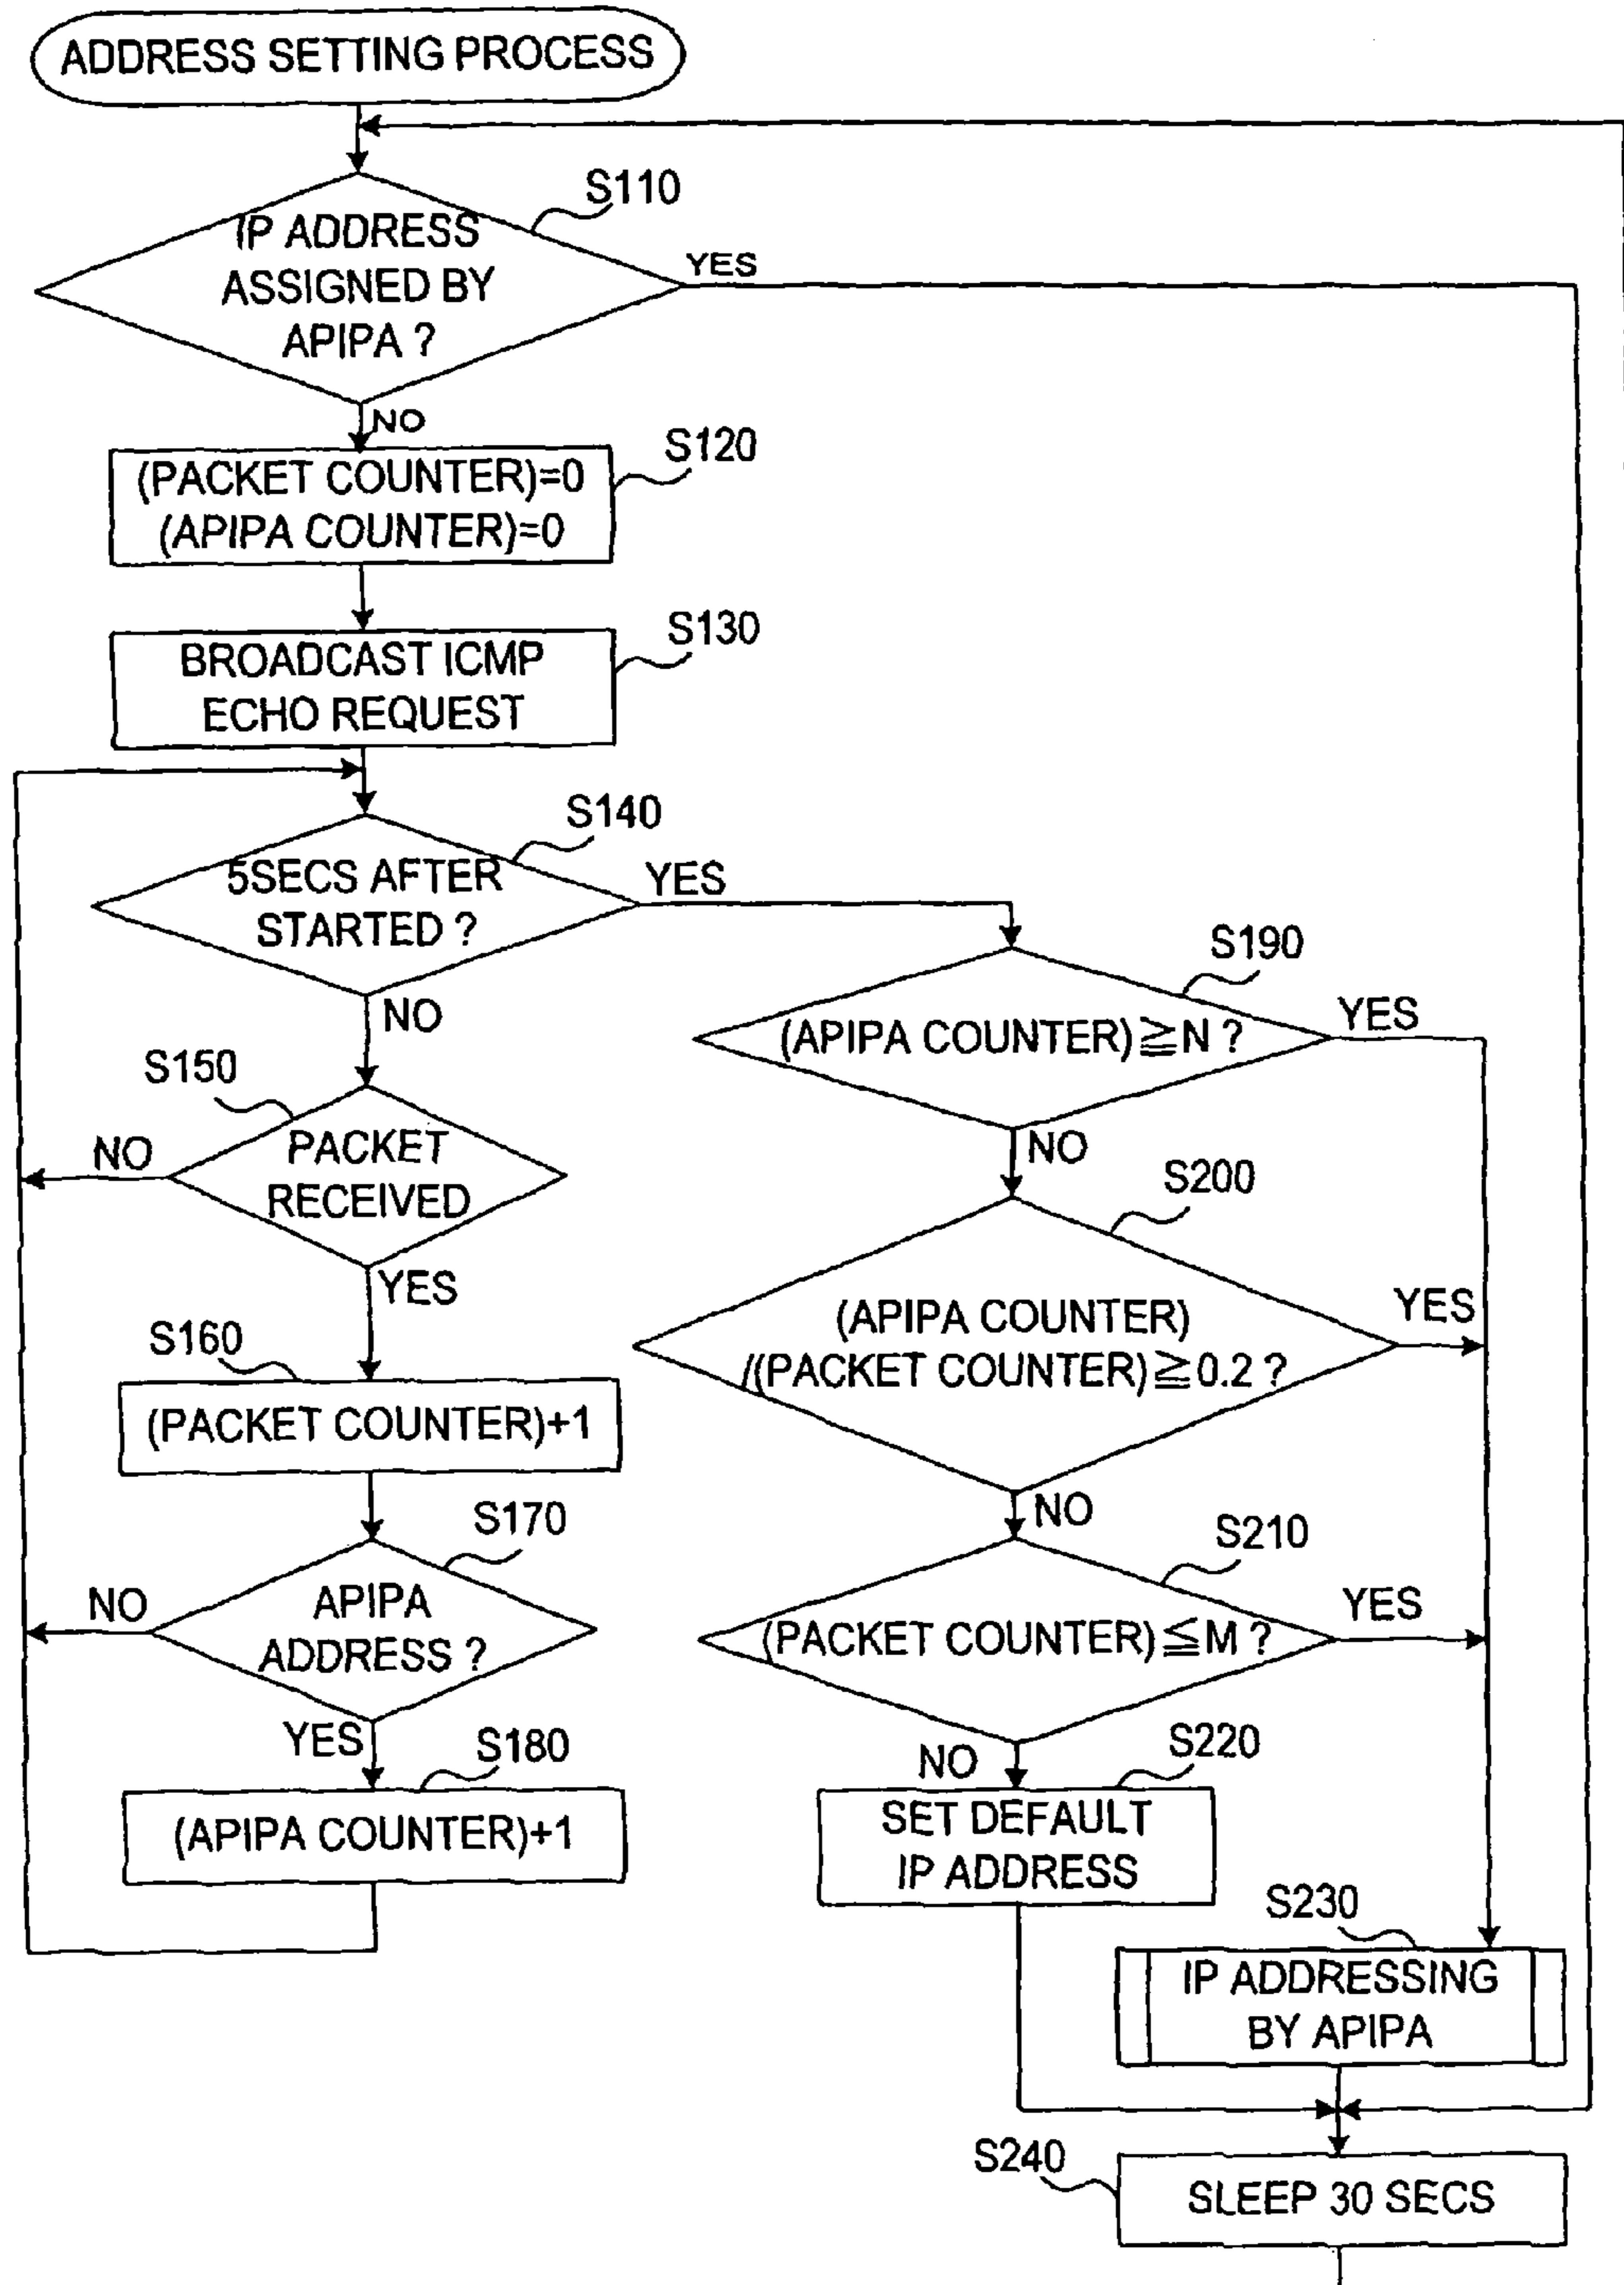 ADDRESS SETTING PROCESS
S110
IP ADDRESS
ASSIGNED BY
APIPA ?
YES
NO
S120
(PACKET COUNTER)=0
(APIPA COUNTER)=0
S130
BROADCAST ICMP
ECHO REQUEST
S140
5SECS AFTER
STARTED ?
YES
NO
S150
PACKET
RECEIVED
NO
YES
S160
(PACKET COUNTER)+1
S170
APIPA
ADDRESS ?
NO
YES
S180
(APIPA COUNTER)+1
S190
(APIPA COUNTER)≧N ?
YES
NO
S200
(APIPA COUNTER)
/(PACKET COUNTER)≧0.2 ?
YES
NO
S210
(PACKET COUNTER)≦M ?
YES
NO
S220
SET DEFAULT
IP ADDRESS
S230
IP ADDRESSING
BY APIPA
S240
SLEEP 30 SECS